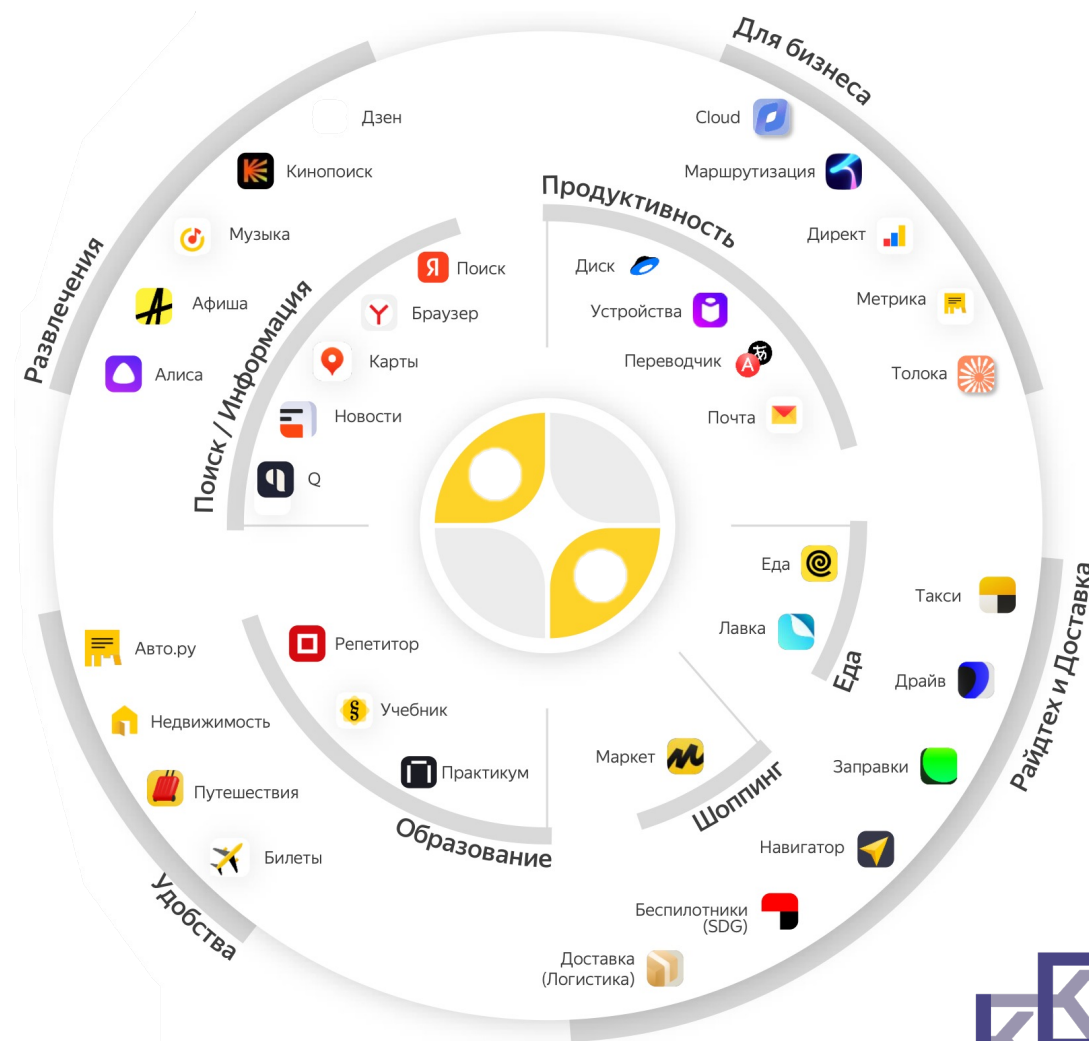 Для бизнеса
Cloud
Маршрутизация
Директ
Метрика
Толока
Развлечения
Дзен
Кинопоиск
Музыка
Афиша
Алиса
Поиск / Информация
Я
Поиск
Y
Браузер
Карты
Новости
Q
Продуктивность
Диск
Устройства
Переводчик
A
あ
Почта
Еда
Лавка
Еда
Такси
Драйв
Заправки
Навигатор
Беспилотники
(SDG)
Доставка
(Логистика)
Райдтех и Доставка
Маркет
Шоппинг
Репетитор
§
Учебник
Практикум
Образование
Авто.ру
Недвижимость
Путешествия
Билеты
Удобства